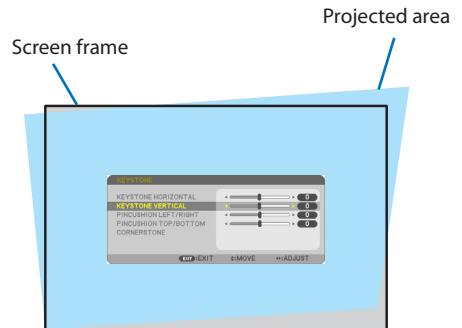 Projected area
Screen frame
KEYSTONE
KEYSTONE HORIZONTAL 0
KEYSTONE VERTICAL 0
PINCUSHION LEFT/RIGHT 0
PINCUSHION TOP/BOTTOM 0
CORNERSTONE
EXIT:EXIT ↕:MOVE ↔:ADJUST